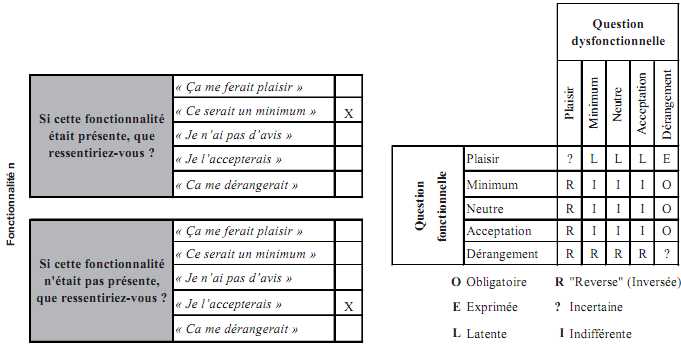 Fonctionnalité n
Si cette fonctionnalité
était présente, que
ressentiriez-vous ?
« Ça me ferait plaisir »
« Ce serait un minimum » X
« Je n'ai pas d'avis »
« Je l'accepterais »
« Ca me dérangerait »
Si cette fonctionnalité
n'était pas présente,
que ressentiriez-vous ?
« Ça me ferait plaisir »
« Ce serait un minimum »
« Je n'ai pas d'avis »
« Je l'accepterais » X
« Ca me dérangerait »
Question
dysfonctionnelle
Plaisir
Minimum
Neutre
Acceptation
Dérangement
Question
fonctionnelle
Plaisir ? L L L E
Minimum R I I I O
Neutre R I I I O
Acceptation R I I I O
Dérangement R R R R ?
O Obligatoire R "Reverse" (Inversée)
E Exprimée ? Incertaine
L Latente I Indifférente